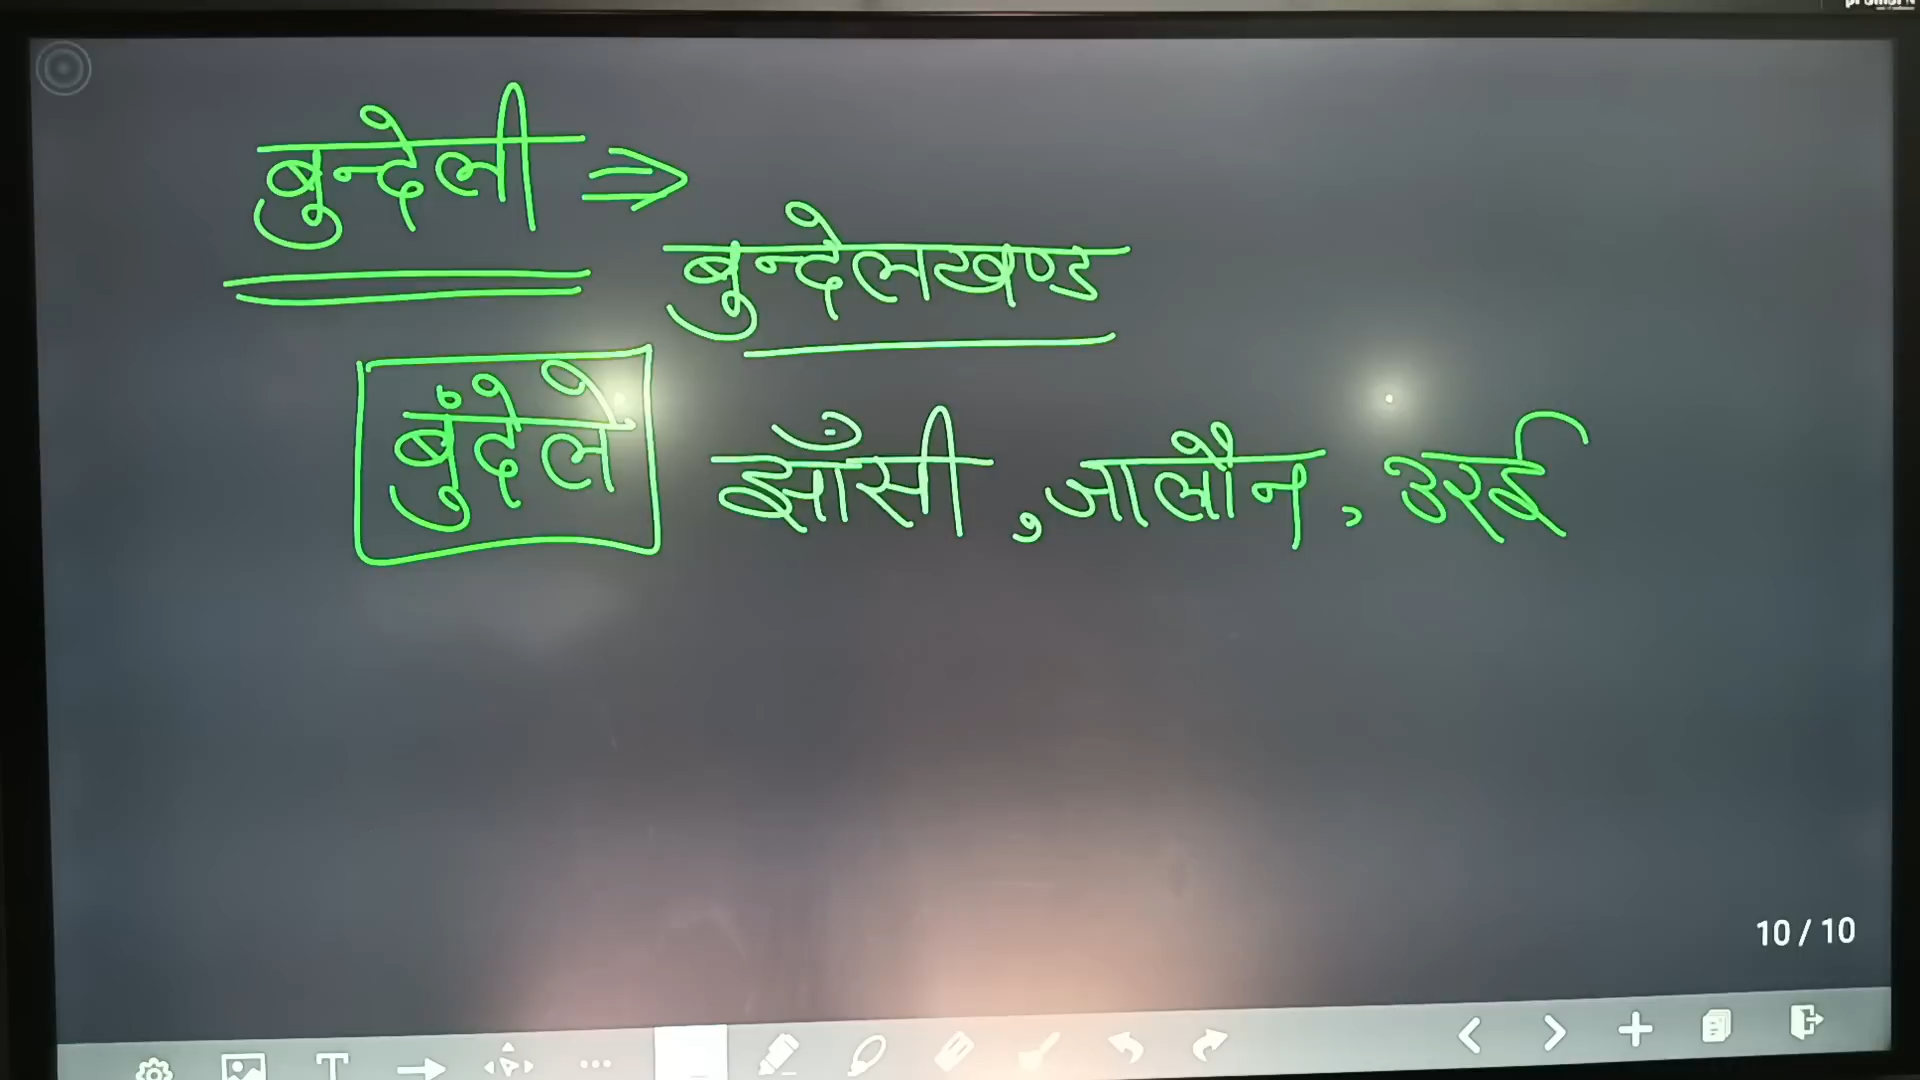 बुन्देली ⇒
बुन्देलखण्ड
बुंदेले
झाँसी, जालौन, उरई
10 / 10